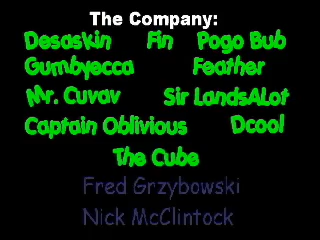 The Company:
Desaskin Fin Pogo Bub
Gumbyecca Feather
Mr. Cuvav Sir LandsALot
Captain Oblivious Dcool
The Cube
Fred Grzybowski
Nick McClintock